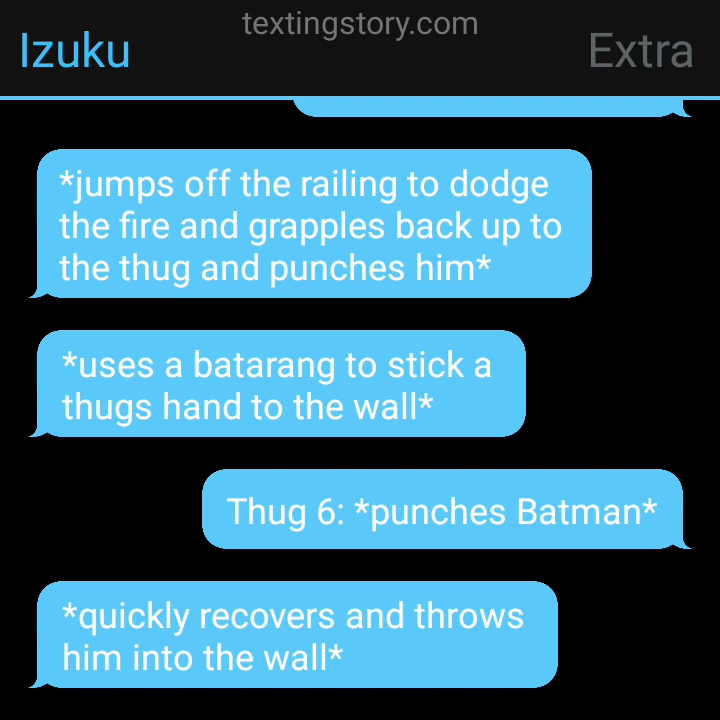 textingstory.com
Izuku
Extra
*jumps off the railing to dodge
the fire and grapples back up to
the thug and punches him*
*uses a batarang to stick a
thugs hand to the wall*
Thug 6: *punches Batman*
*quickly recovers and throws
him into the wall*